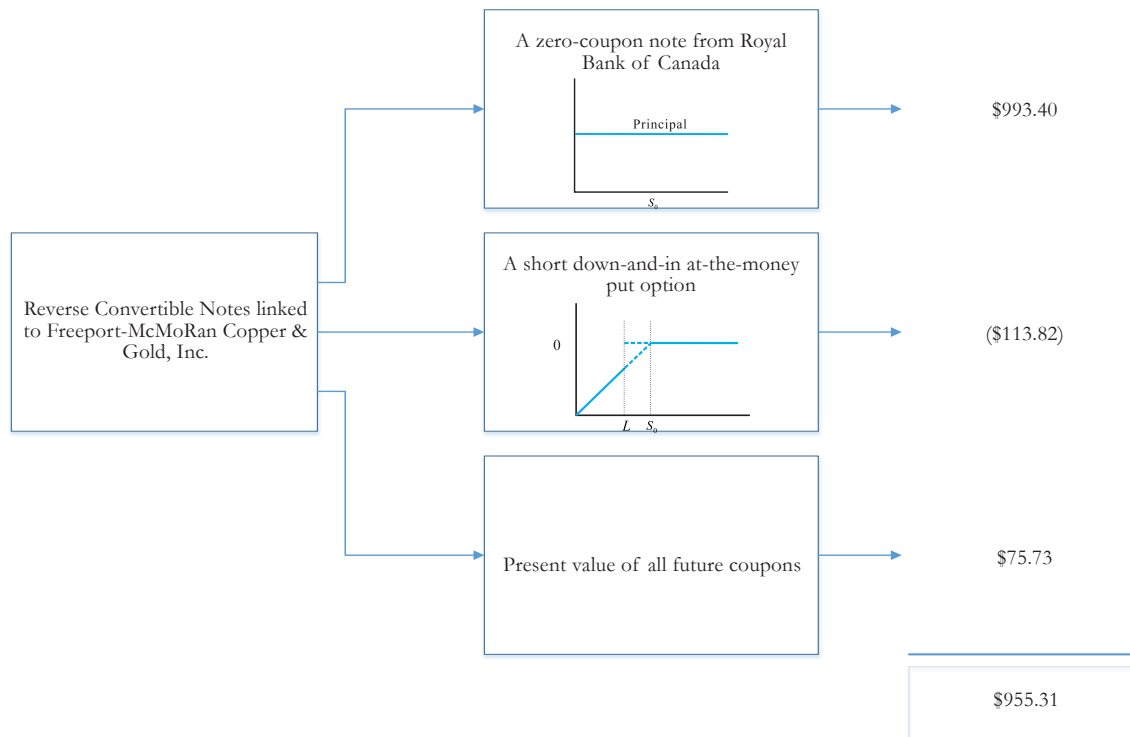 A zero-coupon note from Royal
Bank of Canada
Principal
S₀
$993.40
Reverse Convertible Notes linked
to Freeport-McMoRan Copper &
Gold, Inc.
A short down-and-in at-the-money
put option
0
L S₀
($113.82)
Present value of all future coupons
$75.73
$955.31